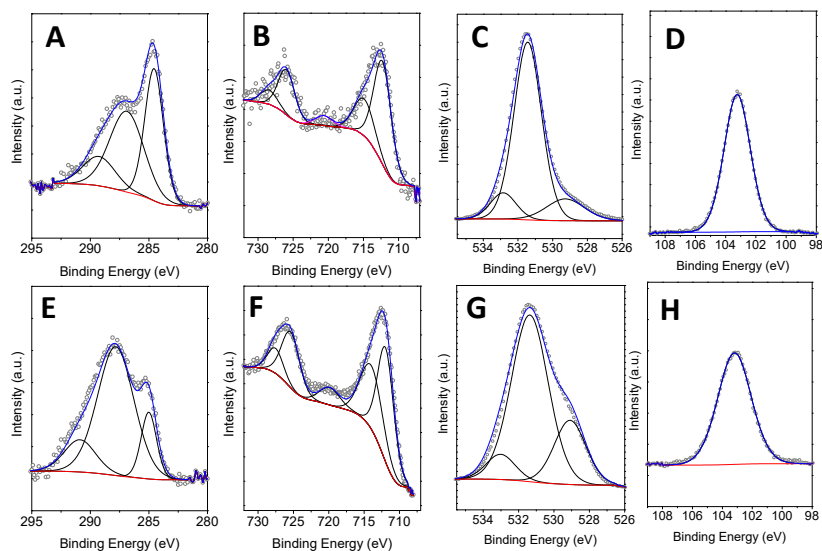 A B C D
Intensity (a.u.) Intensity (a.u.) Intensity (a.u.) Intensity (a.u.)
295 290 285 280 730 725 720 715 710 534 532 530 528 526 108 106 104 102 100 98
Binding Energy (eV) Binding Energy (eV) Binding Energy (eV) Binding Energy (eV)
E F G H
Intensity (a.u.) Intensity (a.u.) Intensity (a.u.) Intensity (a.u.)
295 290 285 280 730 725 720 715 710 534 532 530 528 526 108 106 104 102 100 98
Binding Energy (eV) Binding Energy (eV) Binding Energy (eV) Binding Energy (eV)